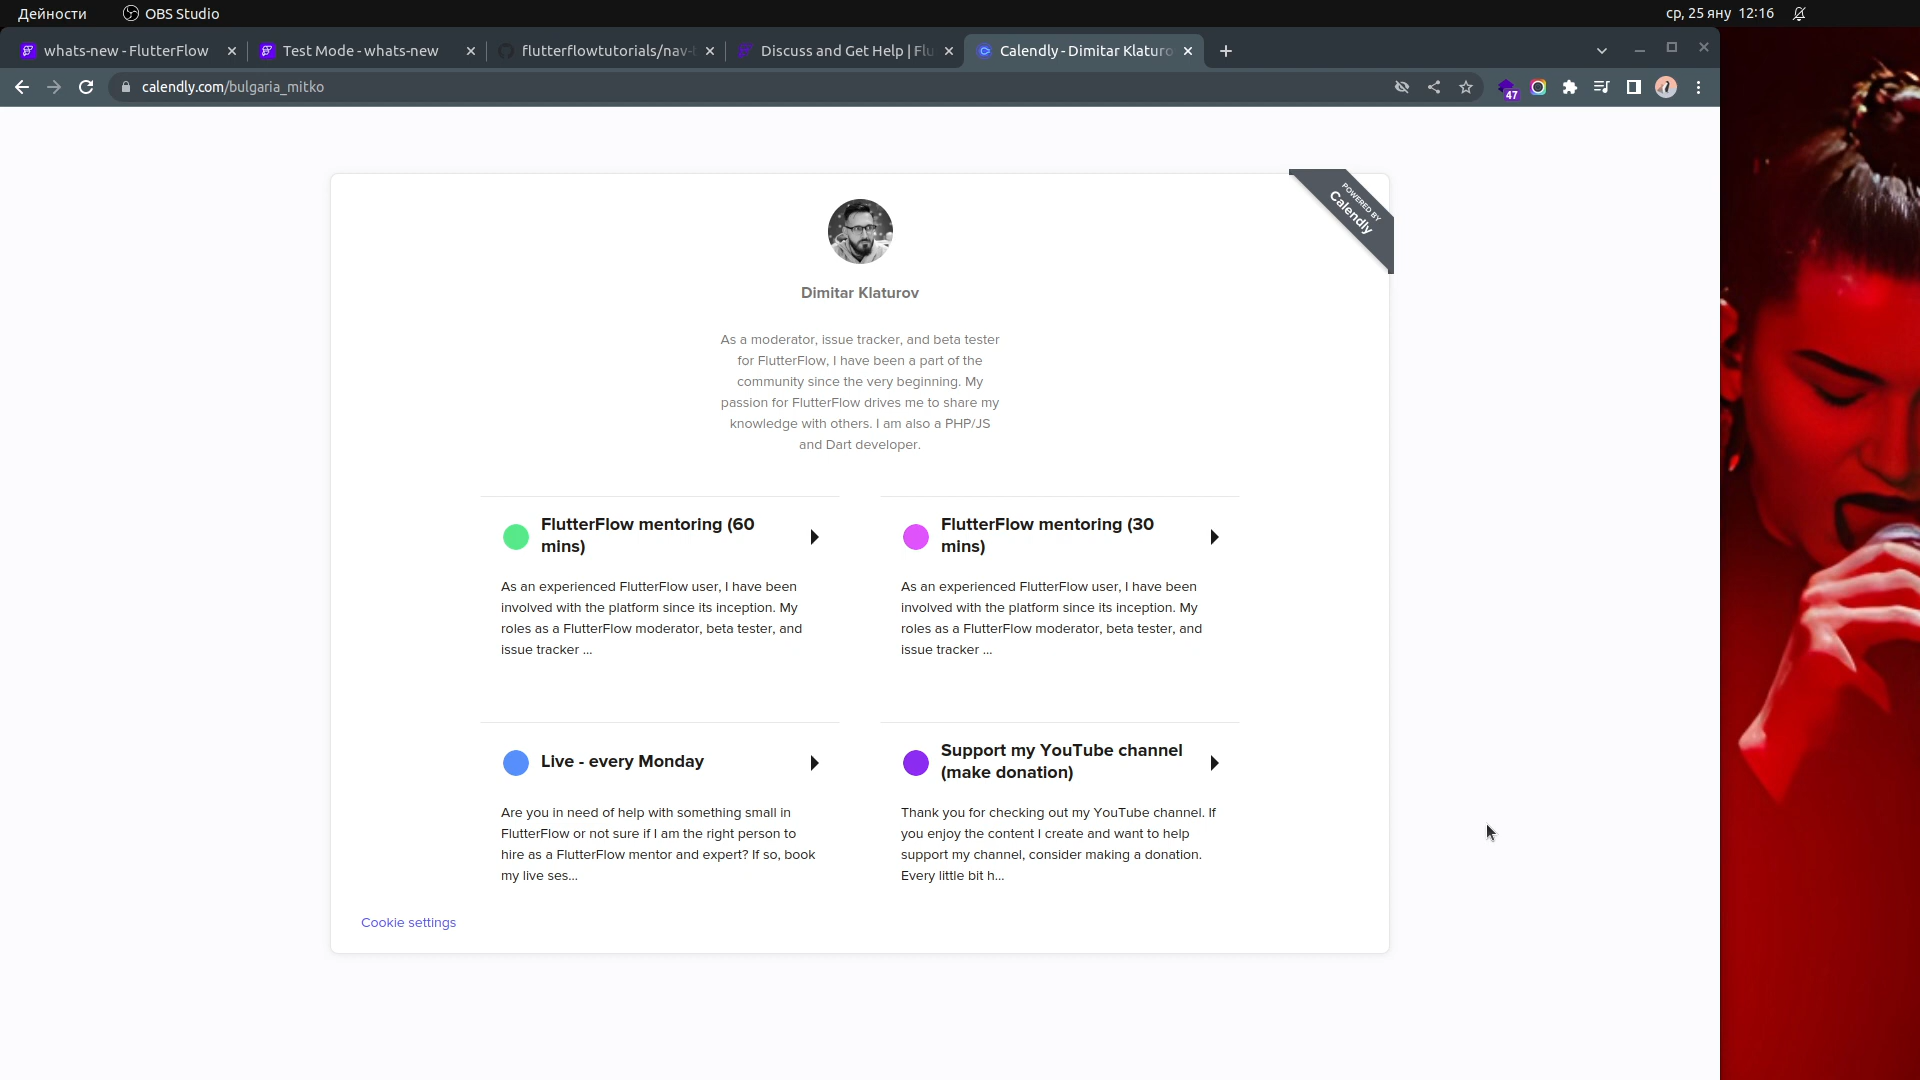 Дейности
OBS Studio
ср, 25 яну 12:16
whats-new - FlutterFlow
Test Mode - whats-new
flutterflowtutorials/nav-
Discuss and Get Help | Flu
Calendly - Dimitar Klaturo
calendly.com/bulgaria_mitko
47
POWERED BY
Calendly
Dimitar Klaturov
As a moderator, issue tracker, and beta tester
for FlutterFlow, I have been a part of the
community since the very beginning. My
passion for FlutterFlow drives me to share my
knowledge with others. I am also a PHP/JS
and Dart developer.
FlutterFlow mentoring (60
mins)
As an experienced FlutterFlow user, I have been
involved with the platform since its inception. My
roles as a FlutterFlow moderator, beta tester, and
issue tracker ...
FlutterFlow mentoring (30
mins)
As an experienced FlutterFlow user, I have been
involved with the platform since its inception. My
roles as a FlutterFlow moderator, beta tester, and
issue tracker ...
Live - every Monday
Are you in need of help with something small in
FlutterFlow or not sure if I am the right person to
hire as a FlutterFlow mentor and expert? If so, book
my live ses...
Support my YouTube channel
(make donation)
Thank you for checking out my YouTube channel. If
you enjoy the content I create and want to help
support my channel, consider making a donation.
Every little bit h...
Cookie settings